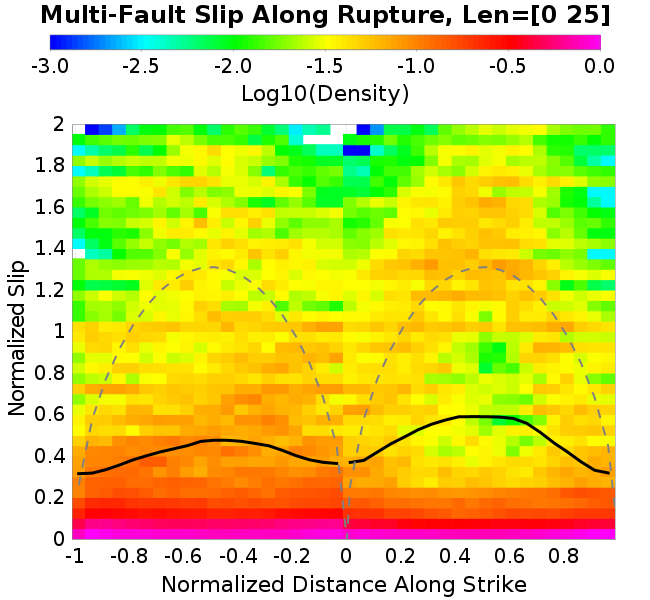 Multi-Fault Slip Along Rupture, Len=[0 25]
-3.0 -2.5 -2.0 -1.5 -1.0 -0.5 0.0
Log10(Density)
2
1.8
1.6
1.4
1.2
1
0.8
0.6
0.4
0.2
0
Normalized Slip
-1 -0.8 -0.6 -0.4 -0.2 0 0.2 0.4 0.6 0.8
Normalized Distance Along Strike